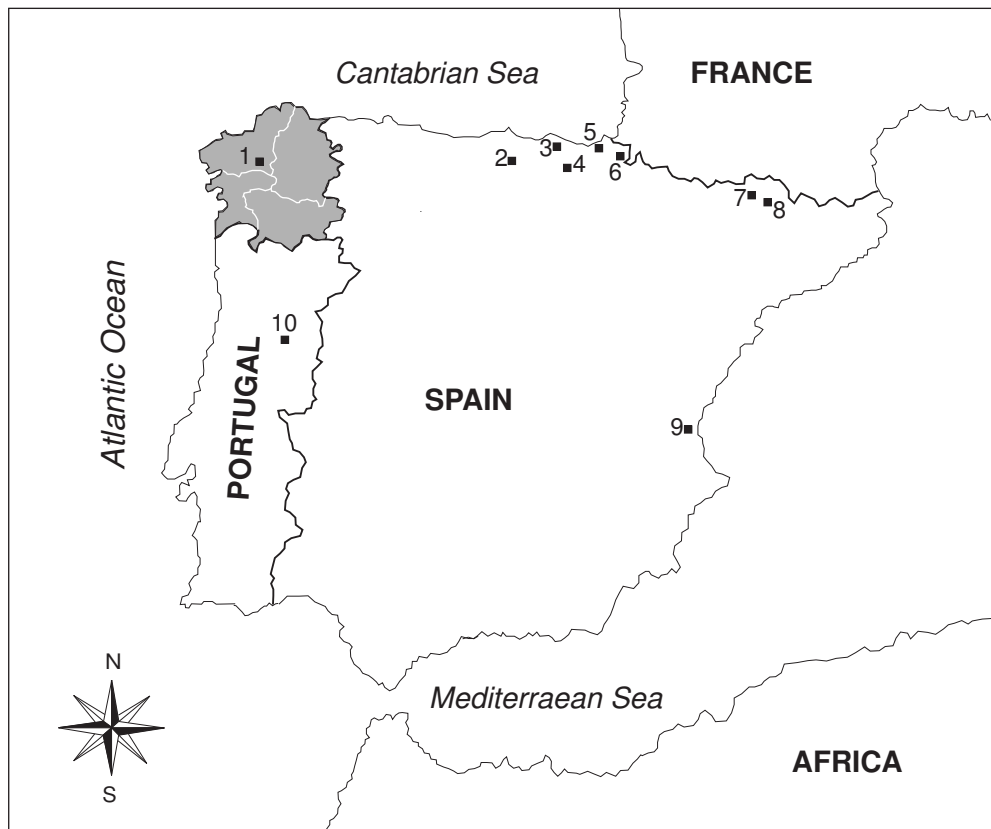 Cantabrian Sea
FRANCE
1
2
3
4
5
6
7
8
Atlantic Ocean
10
PORTUGAL
SPAIN
9
N
S
Mediterraean Sea
AFRICA